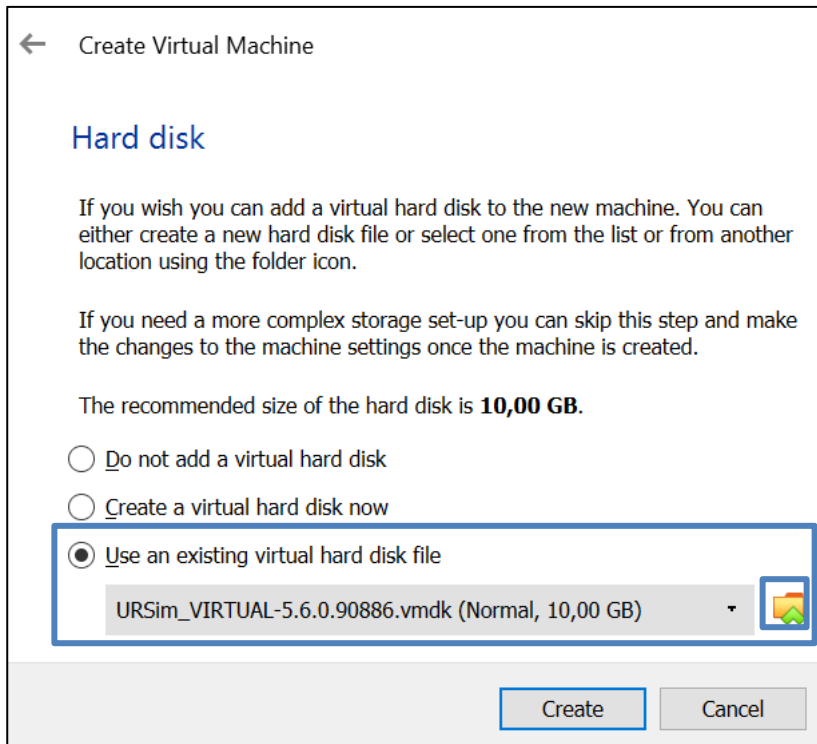 Create Virtual Machine
Hard disk
If you wish you can add a virtual hard disk to the new machine. You can
either create a new hard disk file or select one from the list or from another
location using the folder icon.
If you need a more complex storage set-up you can skip this step and make
the changes to the machine settings once the machine is created.
The recommended size of the hard disk is 10,00 GB.
Do not add a virtual hard disk
Create a virtual hard disk now
Use an existing virtual hard disk file
URSim_VIRTUAL-5.6.0.90886.vmdk (Normal, 10,00 GB)
Create
Cancel